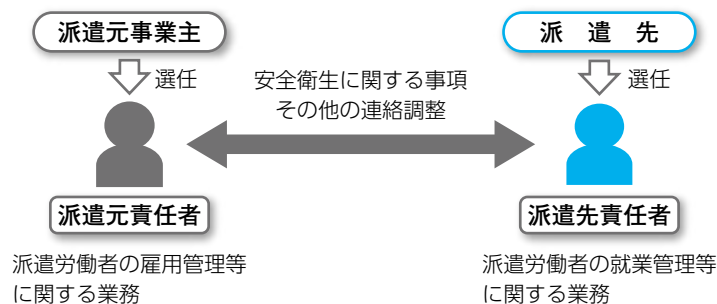 派遣元事業主
派遣先
選任
選任
安全衛生に関する事項
その他の連絡調整
派遣元責任者
派遣先責任者
派遣労働者の雇用管理等
に関する業務
派遣労働者の就業管理等
に関する業務